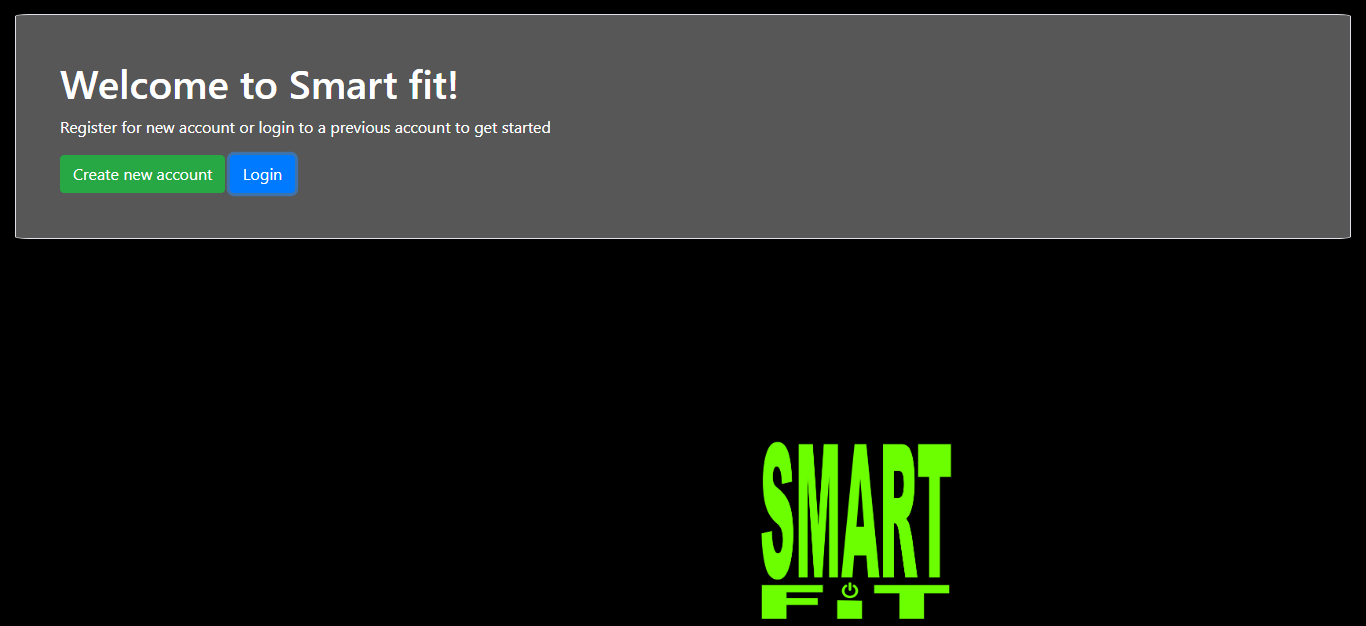 Welcome to Smart fit!
Register for new account or login to a previous account to get started
Create new account Login
SMART
FiT